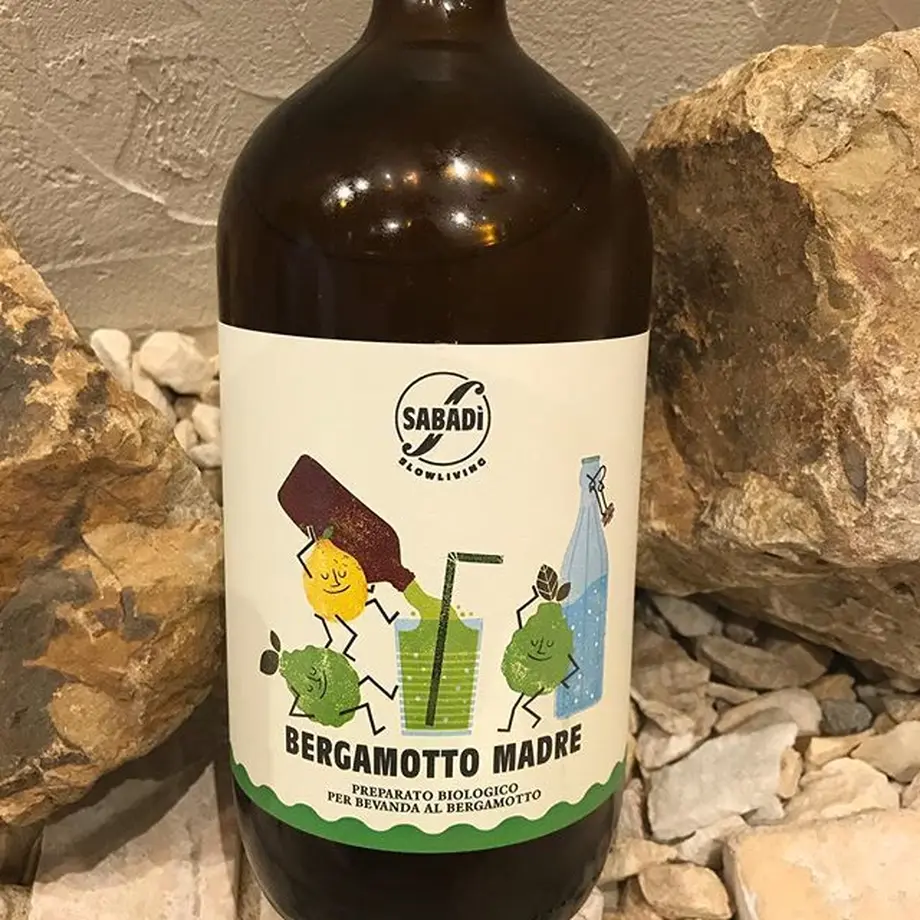 SABADÌ
SLOWLIVING
BERGAMOTTO MADRE
PREPARATO BIOLOGICO
PER BEVANDA AL BERGAMOTTO